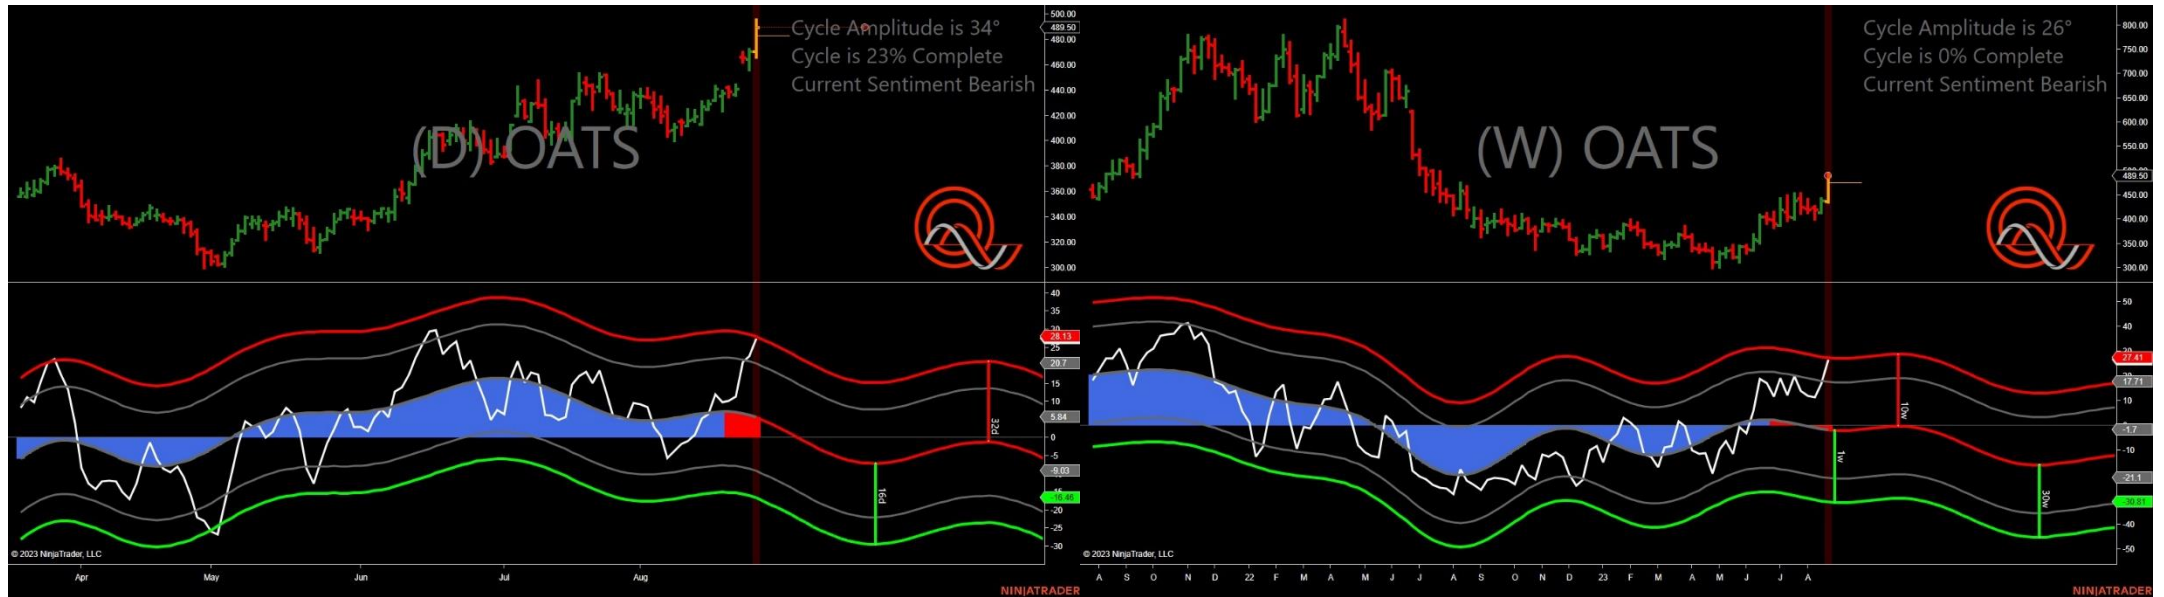 Cycle Amplitude is 34°
Cycle is 23% Complete
Current Sentiment Bearish
(D) OATS
500.00
489.50
480.00
460.00
440.00
420.00
400.00
380.00
360.00
340.00
320.00
300.00
40
35
30
28.13
25
20.7
15
10
5.84
0
-5
-9.03
-16.46
-20
-25
-30
32d
16d
© 2023 NinjaTrader, LLC
Apr May Jun Jul Aug
NINJATRADER
Cycle Amplitude is 26°
Cycle is 0% Complete
Current Sentiment Bearish
(W) OATS
800.00
750.00
700.00
650.00
600.00
550.00
489.50
450.00
400.00
350.00
300.00
50
40
30
27.41
17.71
10
-1.7
-10
-21.1
-30.81
-40
-50
10w
1w
30w
© 2023 NinjaTrader, LLC
A S O N D 22 F M A M J J A S O N D 23 F M A M J J A
NINJATRADER